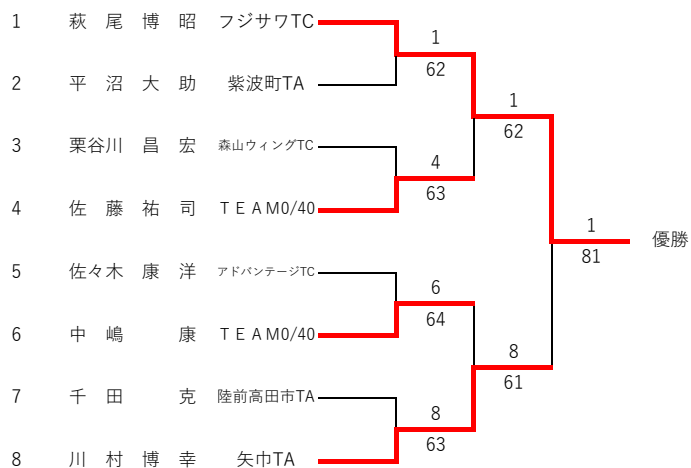 1 萩 尾 博 昭 フジサワTC
1
62
2 平 沼 大 助 紫波町TA
1
62
3 栗谷川 昌 宏 森山ウィングTC
4
63
4 佐 藤 祐 司 ＴＥＡＭ0/40
1
81
優勝
5 佐々木 康 洋 アドバンテージTC
6
64
6 中 嶋 康 ＴＥＡＭ0/40
8
61
7 千 田 克 陸前高田市TA
8
63
8 川 村 博 幸 矢巾TA